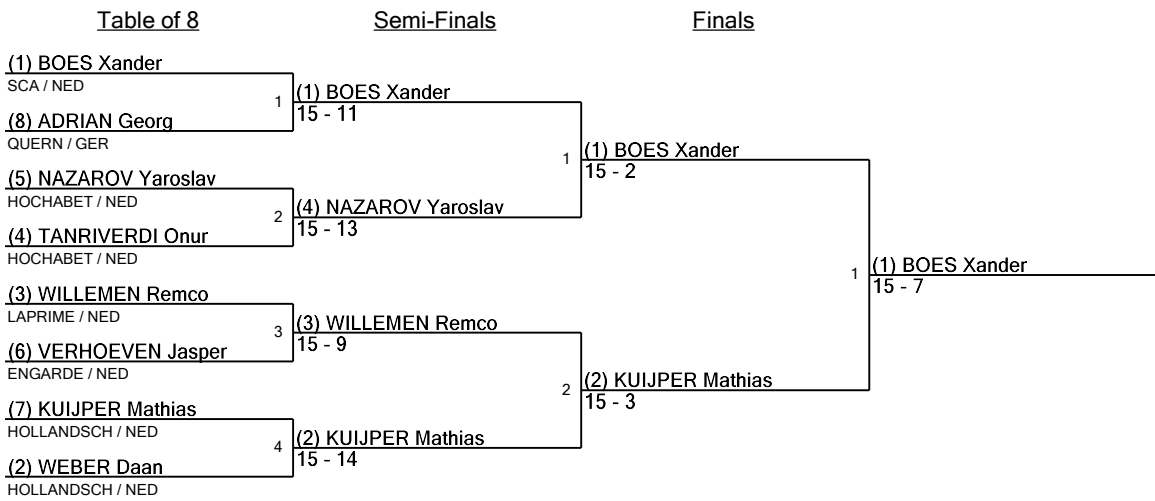 Table of 8
Semi-Finals
Finals
(1) BOES Xander
SCA / NED
1
(8) ADRIAN Georg
QUERN / GER
(5) NAZAROV Yaroslav
HOCHABET / NED
2
(4) TANRIVERDI Onur
HOCHABET / NED
(3) WILLEMEN Remco
LAPRIME / NED
3
(6) VERHOEVEN Jasper
ENGARDE / NED
(7) KUIJPER Mathias
HOLLANDSCH / NED
4
(2) WEBER Daan
HOLLANDSCH / NED
(1) BOES Xander
15 - 11
1
(4) NAZAROV Yaroslav
15 - 13
(3) WILLEMEN Remco
15 - 9
2
(2) KUIJPER Mathias
15 - 14
(1) BOES Xander
15 - 2
1
(2) KUIJPER Mathias
15 - 3
(1) BOES Xander
15 - 7